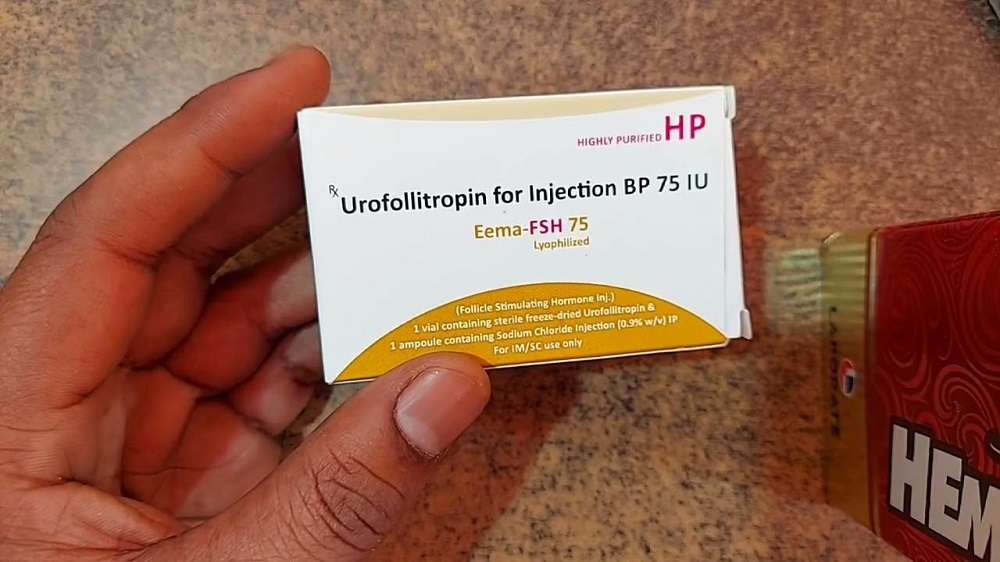 HIGHLY PURIFIED HP
Rx Urofollitropin for Injection BP 75 IU
Eema-FSH 75
Lyophilized
(Follicle Stimulating Hormone Inj.)
1 vial containing sterile freeze-dried Urofollitropin &
1 ampoule containing Sodium Chloride Injection (0.9% w/v) IP
For IM/SC use only
HEM